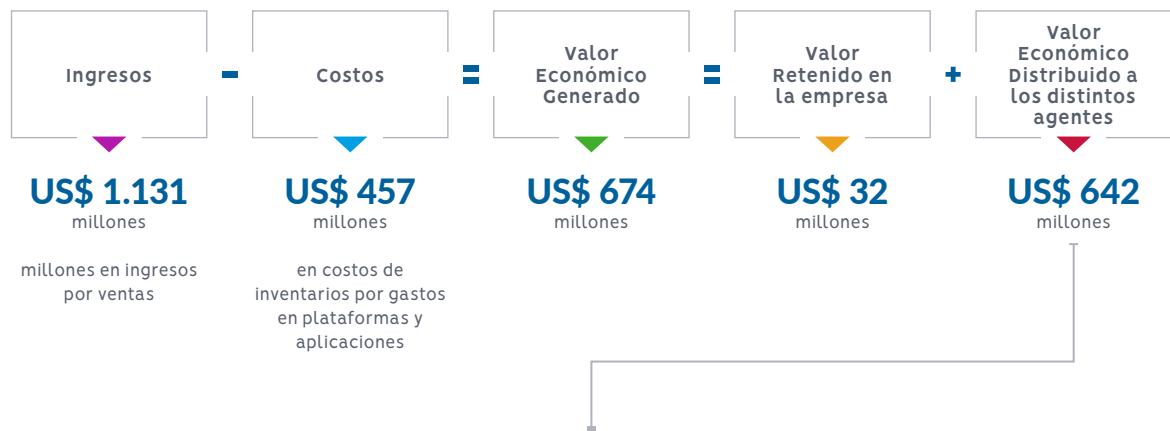 Ingresos
-
Costos
=
Valor
Económico
Generado
=
Valor
Retenido en
la empresa
+
Valor
Económico
Distribuido a
los distintos
agentes
US$ 1.131
millones
millones en ingresos
por ventas
US$ 457
millones
en costos de
inventarios por gastos
en plataformas y
aplicaciones
US$ 674
millones
US$ 32
millones
US$ 642
millones